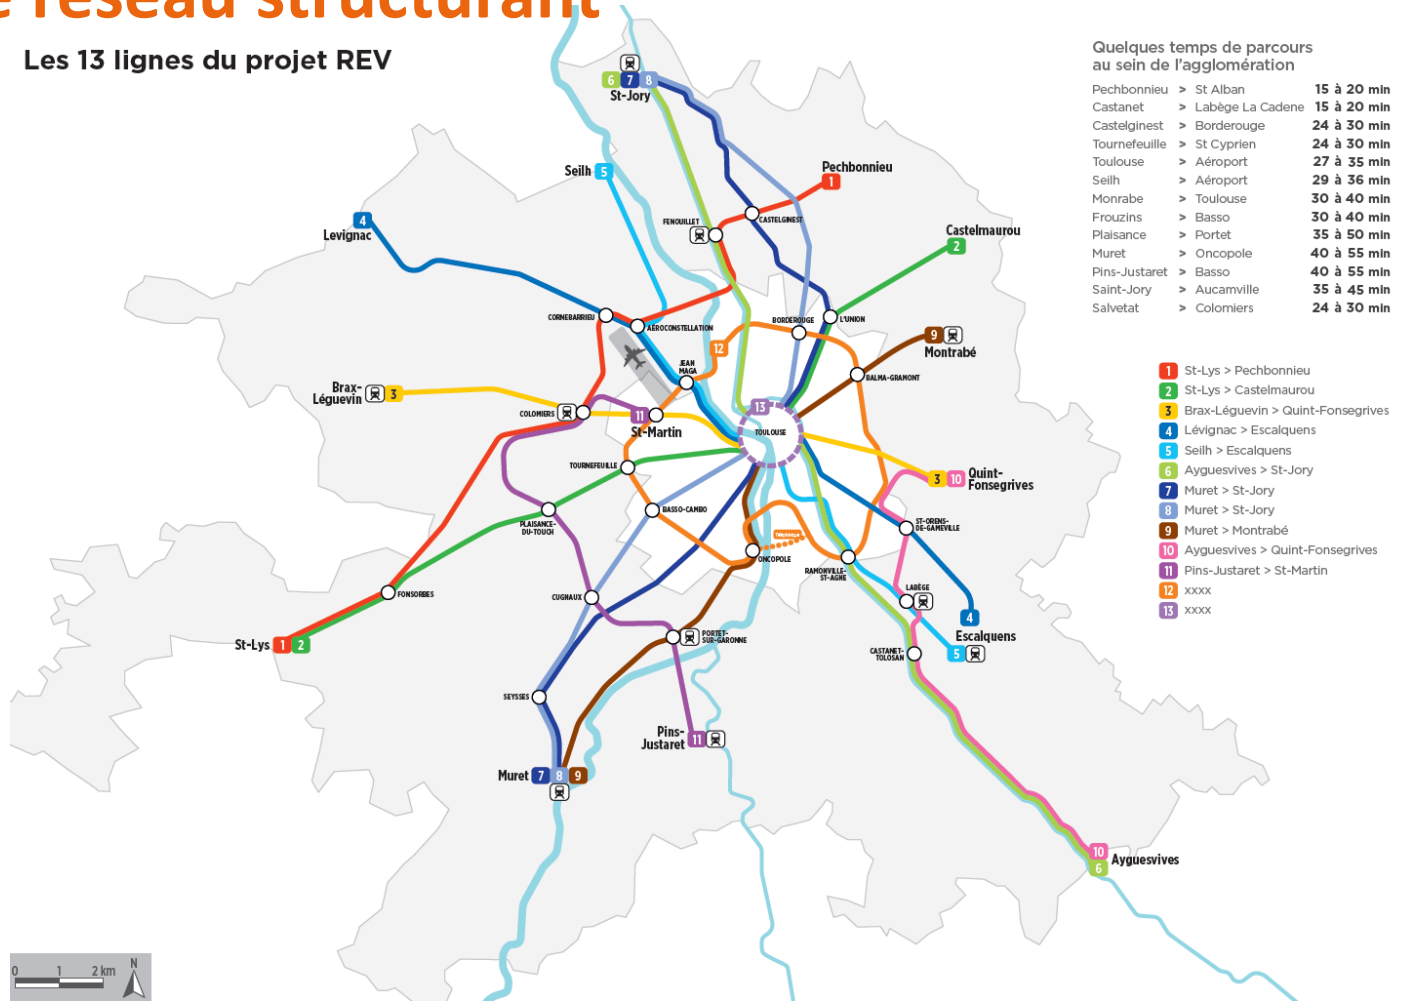 e réseau structurant
Les 13 lignes du projet REV
Quelques temps de parcours
au sein de l'agglomération
Pechbonnieu > St Alban 15 à 20 min
Castanet > Labège La Cadene 15 à 20 min
Castelginest > Borderouge 24 à 30 min
Tournefeuille > St Cyprien 24 à 30 min
Toulouse > Aéroport 27 à 35 min
Seilh > Aéroport 29 à 36 min
Monrabe > Toulouse 30 à 40 min
Frouzins > Basso 30 à 40 min
Plaisance > Portet 35 à 50 min
Muret > Oncopole 40 à 55 min
Pins-Justaret > Basso 40 à 55 min
Saint-Jory > Aucamville 35 à 45 min
Salvetat > Colomiers 24 à 30 min
1 St-Lys > Pechbonnieu
2 St-Lys > Castelmaurou
3 Brax-Léguevin > Quint-Fonsegrives
4 Lévignac > Escalquens
5 Seilh > Escalquens
6 Ayguesvives > St-Jory
7 Muret > St-Jory
8 Muret > St-Jory
9 Muret > Montrabé
10 Ayguesvives > Quint-Fonsegrives
11 Pins-Justaret > St-Martin
12 xxxx
13 xxxx
6 7 8
St-Jory
Seilh 5
Pechbonnieu
1
4
Levignac
FENOUILLET
CASTELGINEST
Castelmaurou
2
CORNEBARRIEU
AÉROCONSTELLATION
BORDEROUGE
L'UNION
12
9
Montrabé
JEAN
MAGA
BALMA-GRAMONT
Brax-
Léguevin 3
COLOMIERS
11
St-Martin
13
TOULOUSE
TOURNEFEUILLE
3 10
Quint-
Fonsegrives
BASSO-CAMBO
PLAISANCE-
DU-TOUCH
ST-ORENS-
DE-GAMEVILLE
ONCOPOLE
RAMONVILLE-
ST-AGNE
FONSORBES
CUGNAUX
LABÈGE
4
Escalquens
St-Lys 1 2
PORTET-
SUR-GARONNE
CASTANET-
TOLOSAN
5
SEYSSES
Pins-
Justaret 11
Muret 7 8 9
10
6
Ayguesvives
0 1 2 km
N